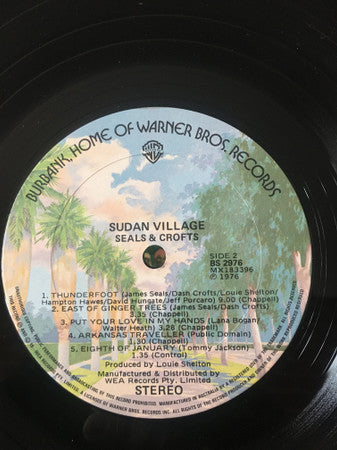 BURBANK, HOME OF WARNER BROS. RECORDS
SUDAN VILLAGE
SEALS & CROFTS
SIDE 2
BS 2976
MX183396
℗ 1976
1. THUNDERFOOT (James Seals/Dash Crofts/Louie Shelton/
Hampton Hawes/David Hungate/Jeff Porcaro) 9.00 (Chappell)
2. EAST OF GINGER TREES (James Seals/Dash Crofts)
3.35 (Chappell)
3. PUT YOUR LOVE IN MY HANDS (Lana Bogan/
Walter Heath) 3.26 (Chappell)
4. ARKANSAS TRAVELLER (Public Domain)
1.30 (Chappell)
5. EIGHTH OF JANUARY (Tommy Jackson)
1.35 (Control)
Produced by Louie Shelton
Manufactured & Distributed by
WEA Records Pty. Limited
STEREO